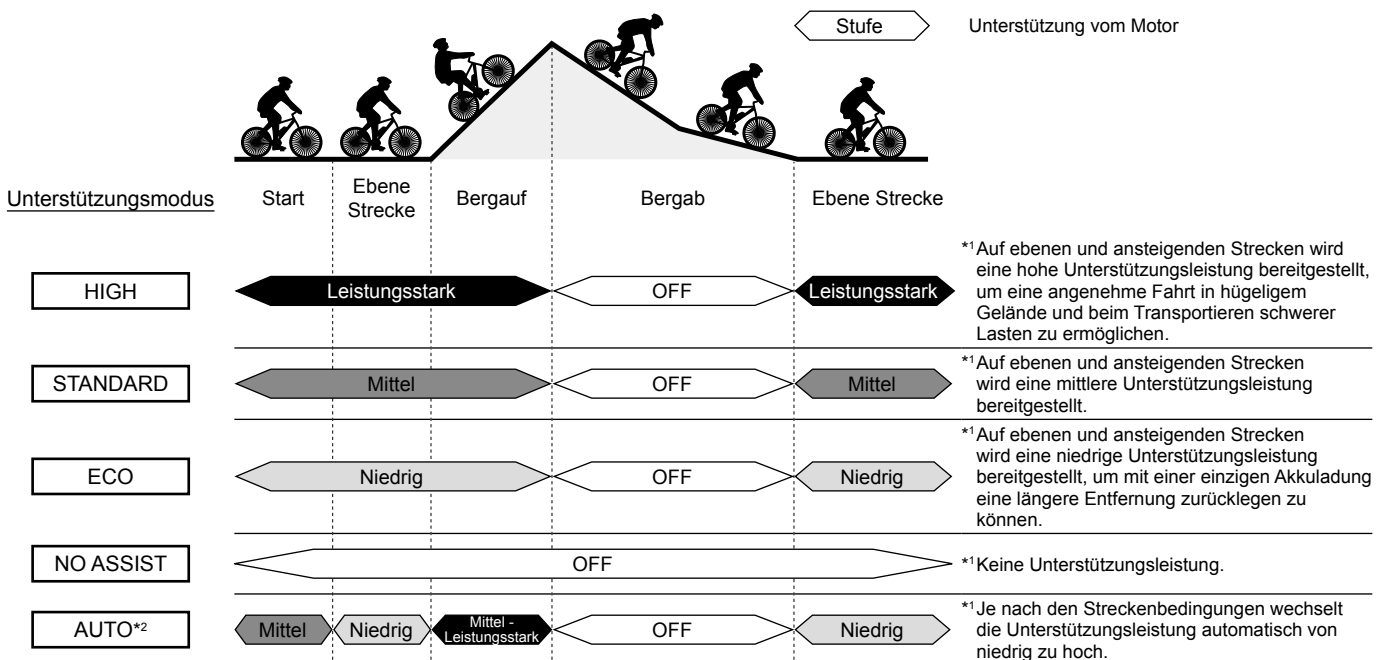 Stufe
Unterstützung vom Motor
Unterstützungsmodus
Start
Ebene
Strecke
Bergauf
Bergab
Ebene Strecke
HIGH
Leistungsstark
OFF
Leistungsstark
*1 Auf ebenen und ansteigenden Strecken wird
eine hohe Unterstützungsleistung bereitgestellt,
um eine angenehme Fahrt in hügeligem
Gelände und beim Transportieren schwerer
Lasten zu ermöglichen.
STANDARD
Mittel
OFF
Mittel
*1 Auf ebenen und ansteigenden Strecken
wird eine mittlere Unterstützungsleistung
bereitgestellt.
ECO
Niedrig
OFF
Niedrig
*1 Auf ebenen und ansteigenden Strecken
wird eine niedrige Unterstützungsleistung
bereitgestellt, um mit einer einzigen Akkuladung
eine längere Entfernung zurücklegen zu
können.
NO ASSIST
OFF
*1 Keine Unterstützungsleistung.
AUTO*2
Mittel
Niedrig
Mittel -
Leistungsstark
OFF
Niedrig
*1 Je nach den Streckenbedingungen wechselt
die Unterstützungsleistung automatisch von
niedrig zu hoch.